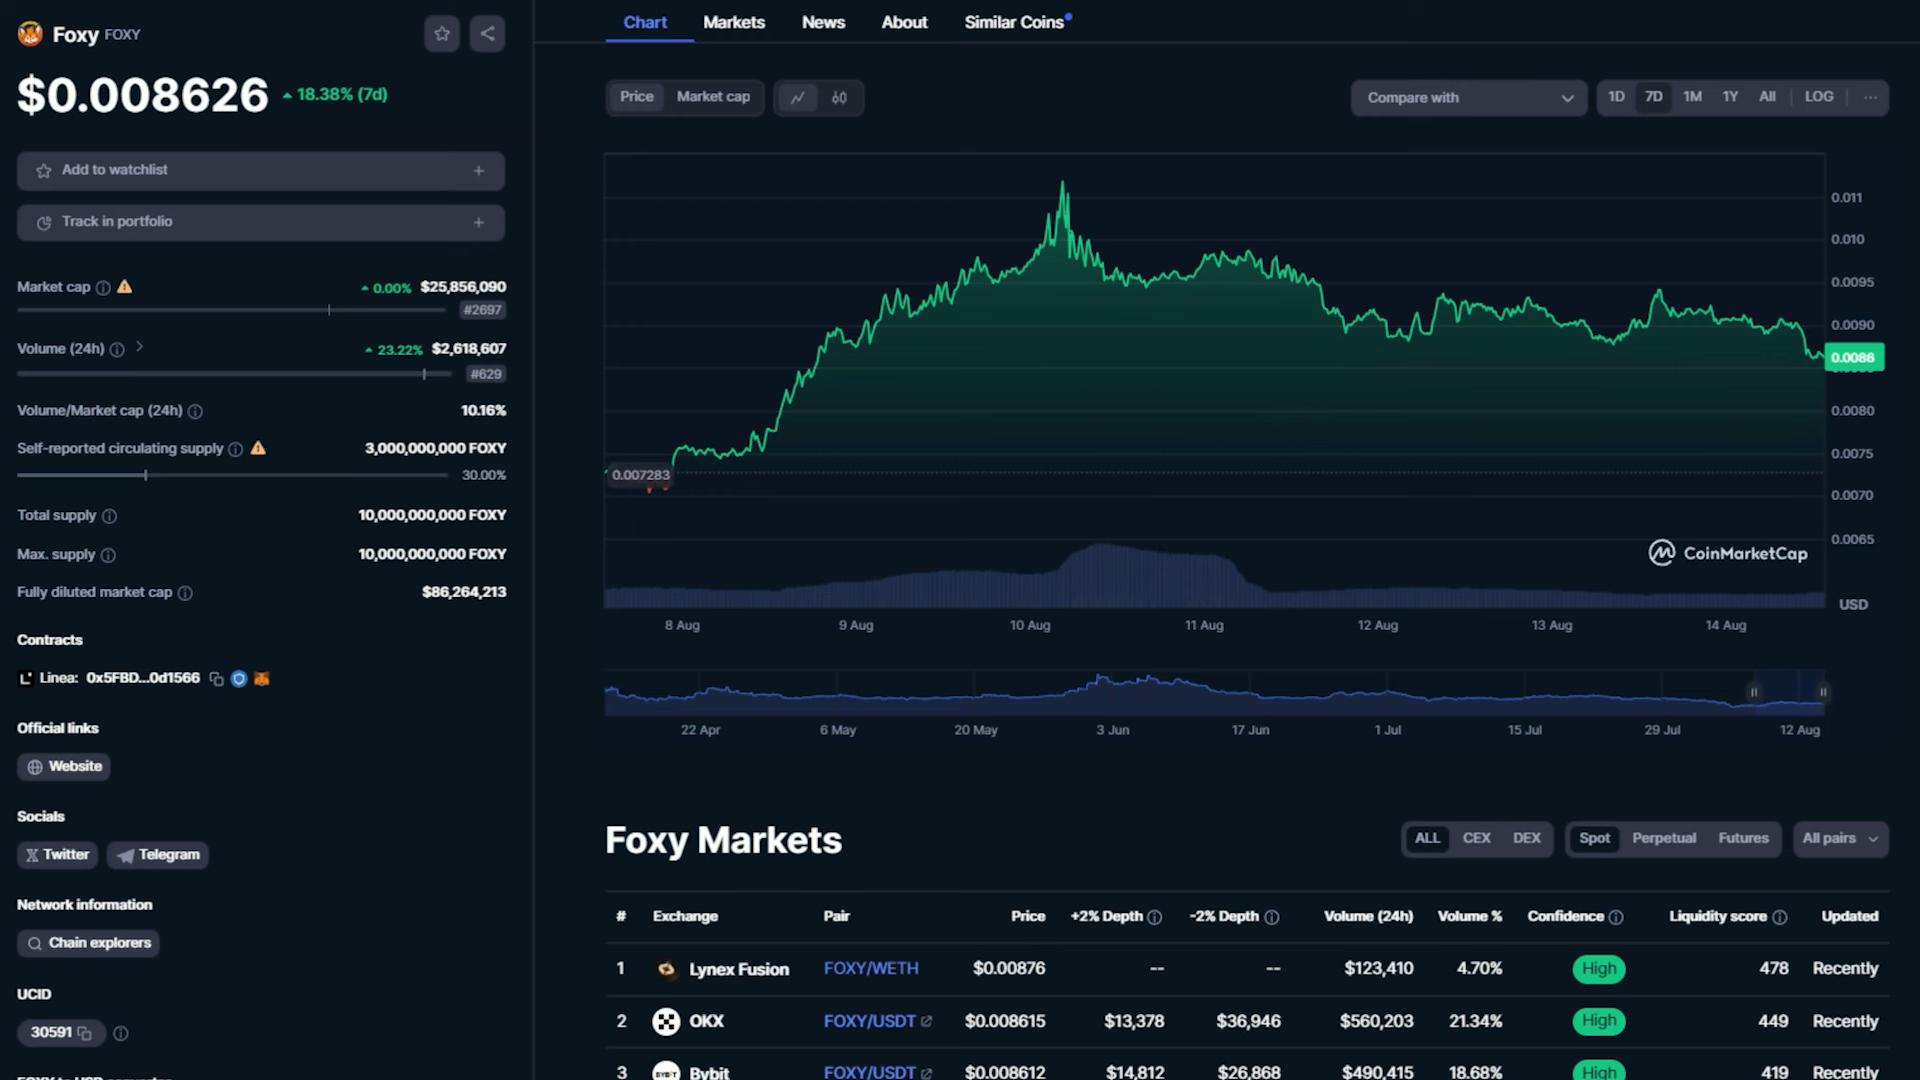 Foxy FOXY
$0.008626 18.38% (7d)
Add to watchlist
Track in portfolio
Market cap 0.00% $25,856,090
#2697
Volume (24h) 23.22% $2,618,607
#629
Volume/Market cap (24h) 10.16%
Self-reported circulating supply 3,000,000,000 FOXY
30.00%
Total supply 10,000,000,000 FOXY
Max. supply 10,000,000,000 FOXY
Fully diluted market cap $86,264,213
Contracts
Linea: 0x5FBD...0d1566
Official links
Website
Socials
Twitter Telegram
Network information
Chain explorers
UCID
30591
FOXY to USD converter
Chart Markets News About Similar Coins
Price Market cap
Compare with 1D 7D 1M 1Y All LOG
0.011
0.010
0.0095
0.0090
0.0086
0.0080
0.0075
0.007283
0.0070
0.0065
CoinMarketCap
USD
8 Aug 9 Aug 10 Aug 11 Aug 12 Aug 13 Aug 14 Aug
22 Apr 6 May 20 May 3 Jun 17 Jun 1 Jul 15 Jul 29 Jul 12 Aug
Foxy Markets
ALL CEX DEX Spot Perpetual Futures All pairs
# Exchange Pair Price +2% Depth -2% Depth Volume (24h) Volume % Confidence Liquidity score Updated
1 Lynex Fusion FOXY/WETH $0.00876 -- -- $123,410 4.70% High 478 Recently
2 OKX FOXY/USDT $0.008615 $13,378 $36,946 $560,203 21.34% High 449 Recently
3 Bybit FOXY/USDT $0.008612 $14,812 $26,868 $490,415 18.68% High 419 Recently